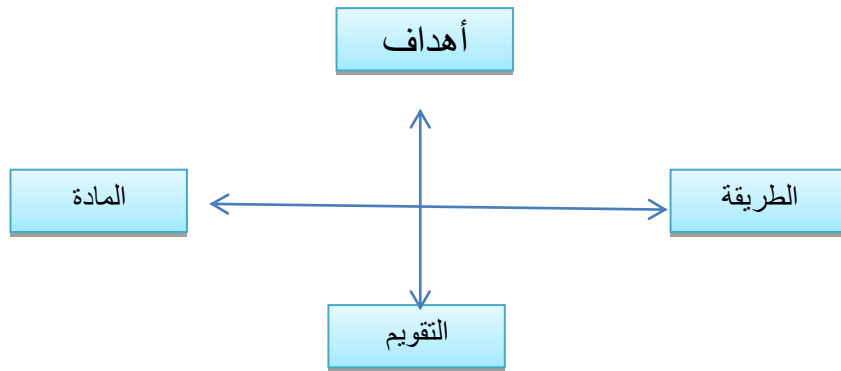 أهداف
الطريقة
المادة
التقويم